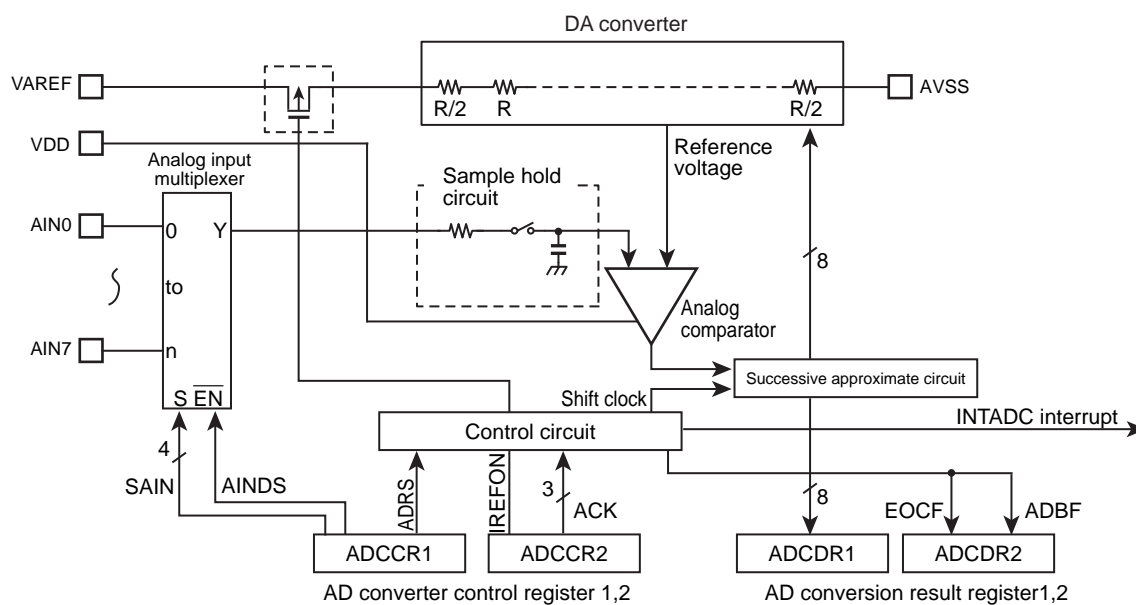 DA converter
VAREF
AVSS
R/2
R
R/2
VDD
Analog input
multiplexer
Reference
voltage
Sample hold
circuit
AIN0
0
Y
8
to
Analog
comparator
AIN7
n
S EN
Successive approximate circuit
Shift clock
INTADC interrupt
Control circuit
4
SAIN
AINDS
ADRS
IREFON
3
ACK
8
EOCF
ADBF
ADCCR1
ADCCR2
ADCDR1
ADCDR2
AD converter control register 1,2
AD conversion result register1,2